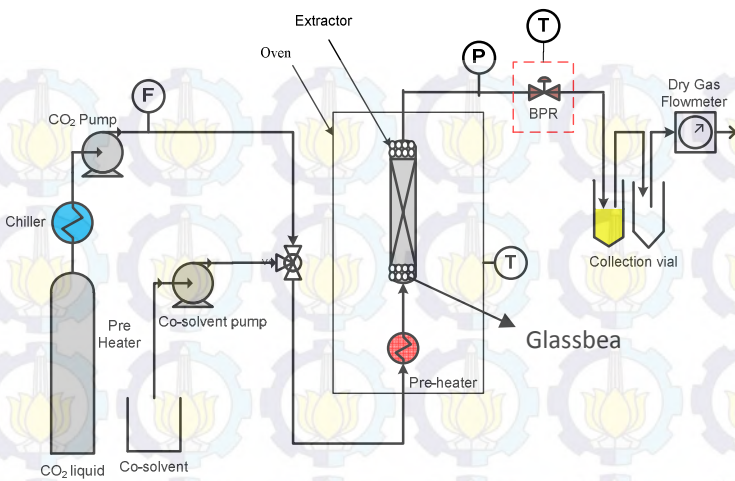 Extractor
T
Oven
P
Dry Gas
Flowmeter
F
CO₂ Pump
BPR
Chiller
Collection vial
T
Pre
Heater
Co-solvent pump
Glassbea
Pre-heater
CO₂ liquid
Co-solvent